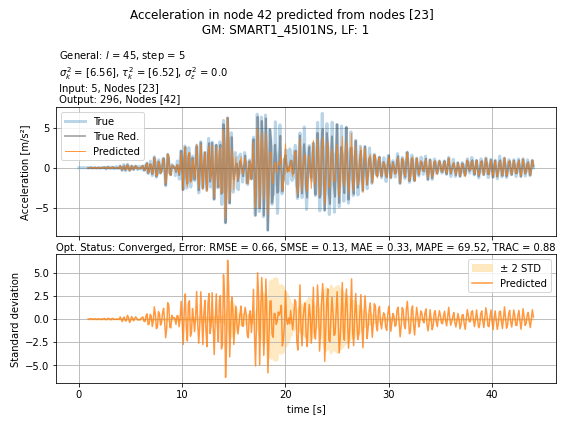 Acceleration in node 42 predicted from nodes [23]
GM: SMART1_45I01NS, LF: 1
General: l = 45, step = 5
σ²ₖ = [6.56], τ²ₖ = [6.52], σ²ₑ = 0.0
Input: 5, Nodes [23]
Output: 296, Nodes [42]
True
True Red.
Predicted
Acceleration [m/s²]
5
0
−5
Opt. Status: Converged, Error: RMSE = 0.66, SMSE = 0.13, MAE = 0.33, MAPE = 69.52, TRAC = 0.88
± 2 STD
Predicted
Standard deviation
5.0
2.5
0.0
−2.5
−5.0
0 10 20 30 40
time [s]